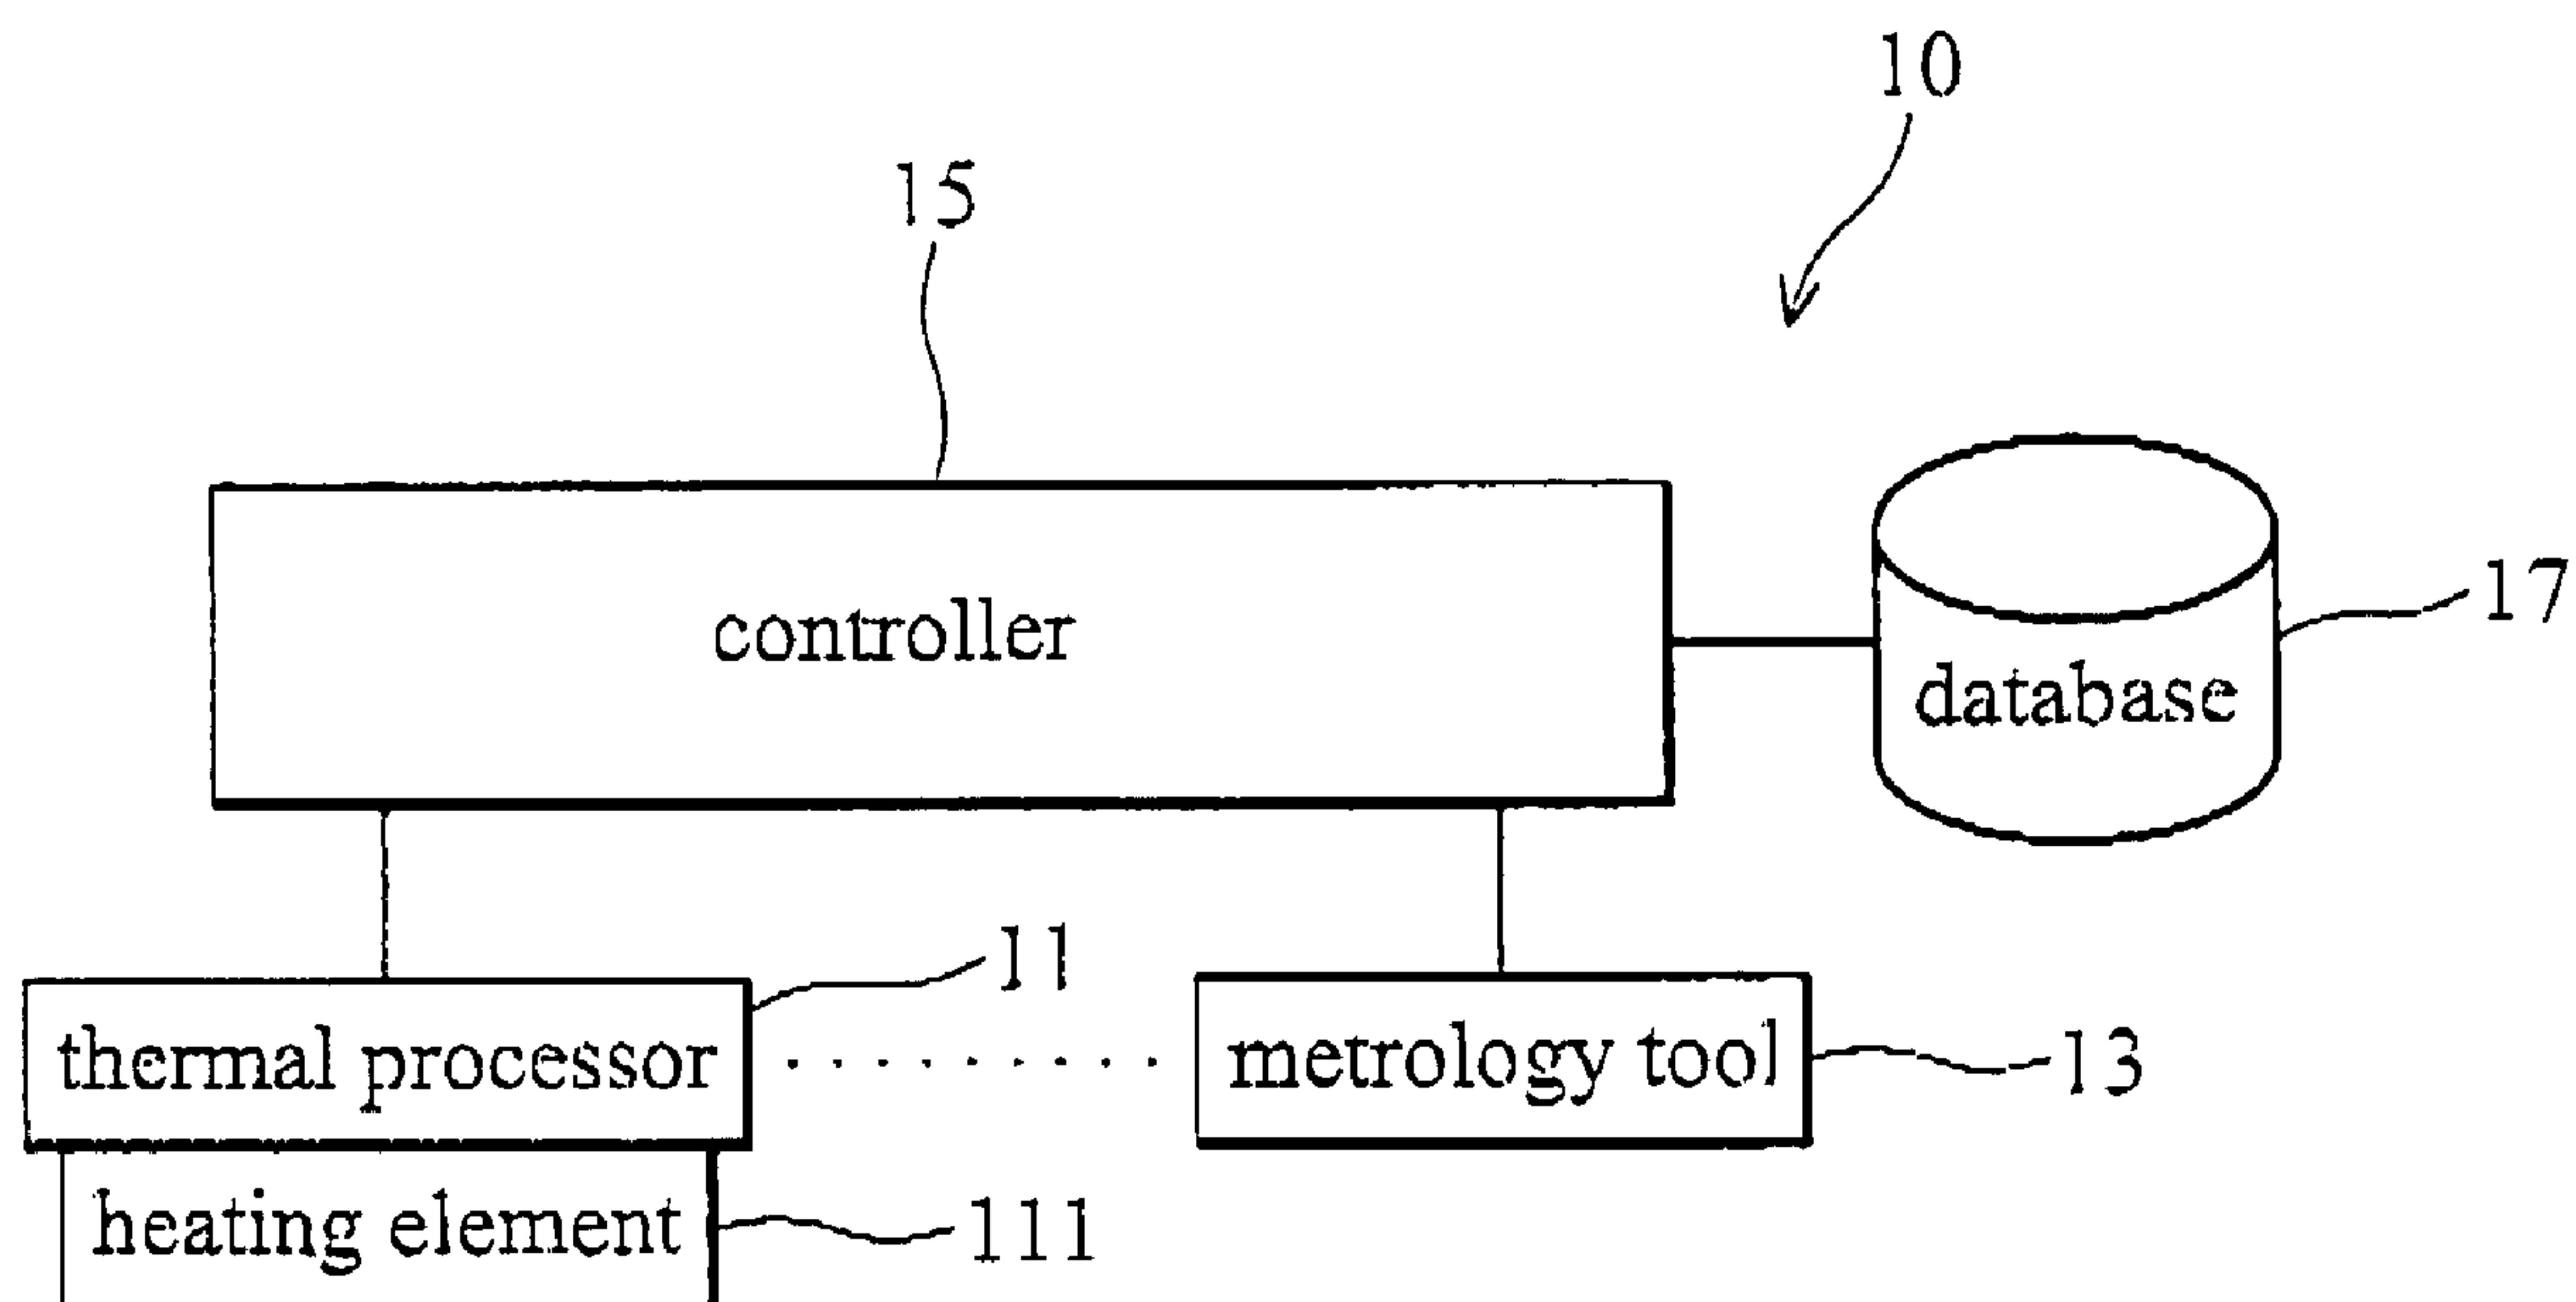 10
15
controller
database
17
11
thermal processor
metrology tool
13
heating element
111